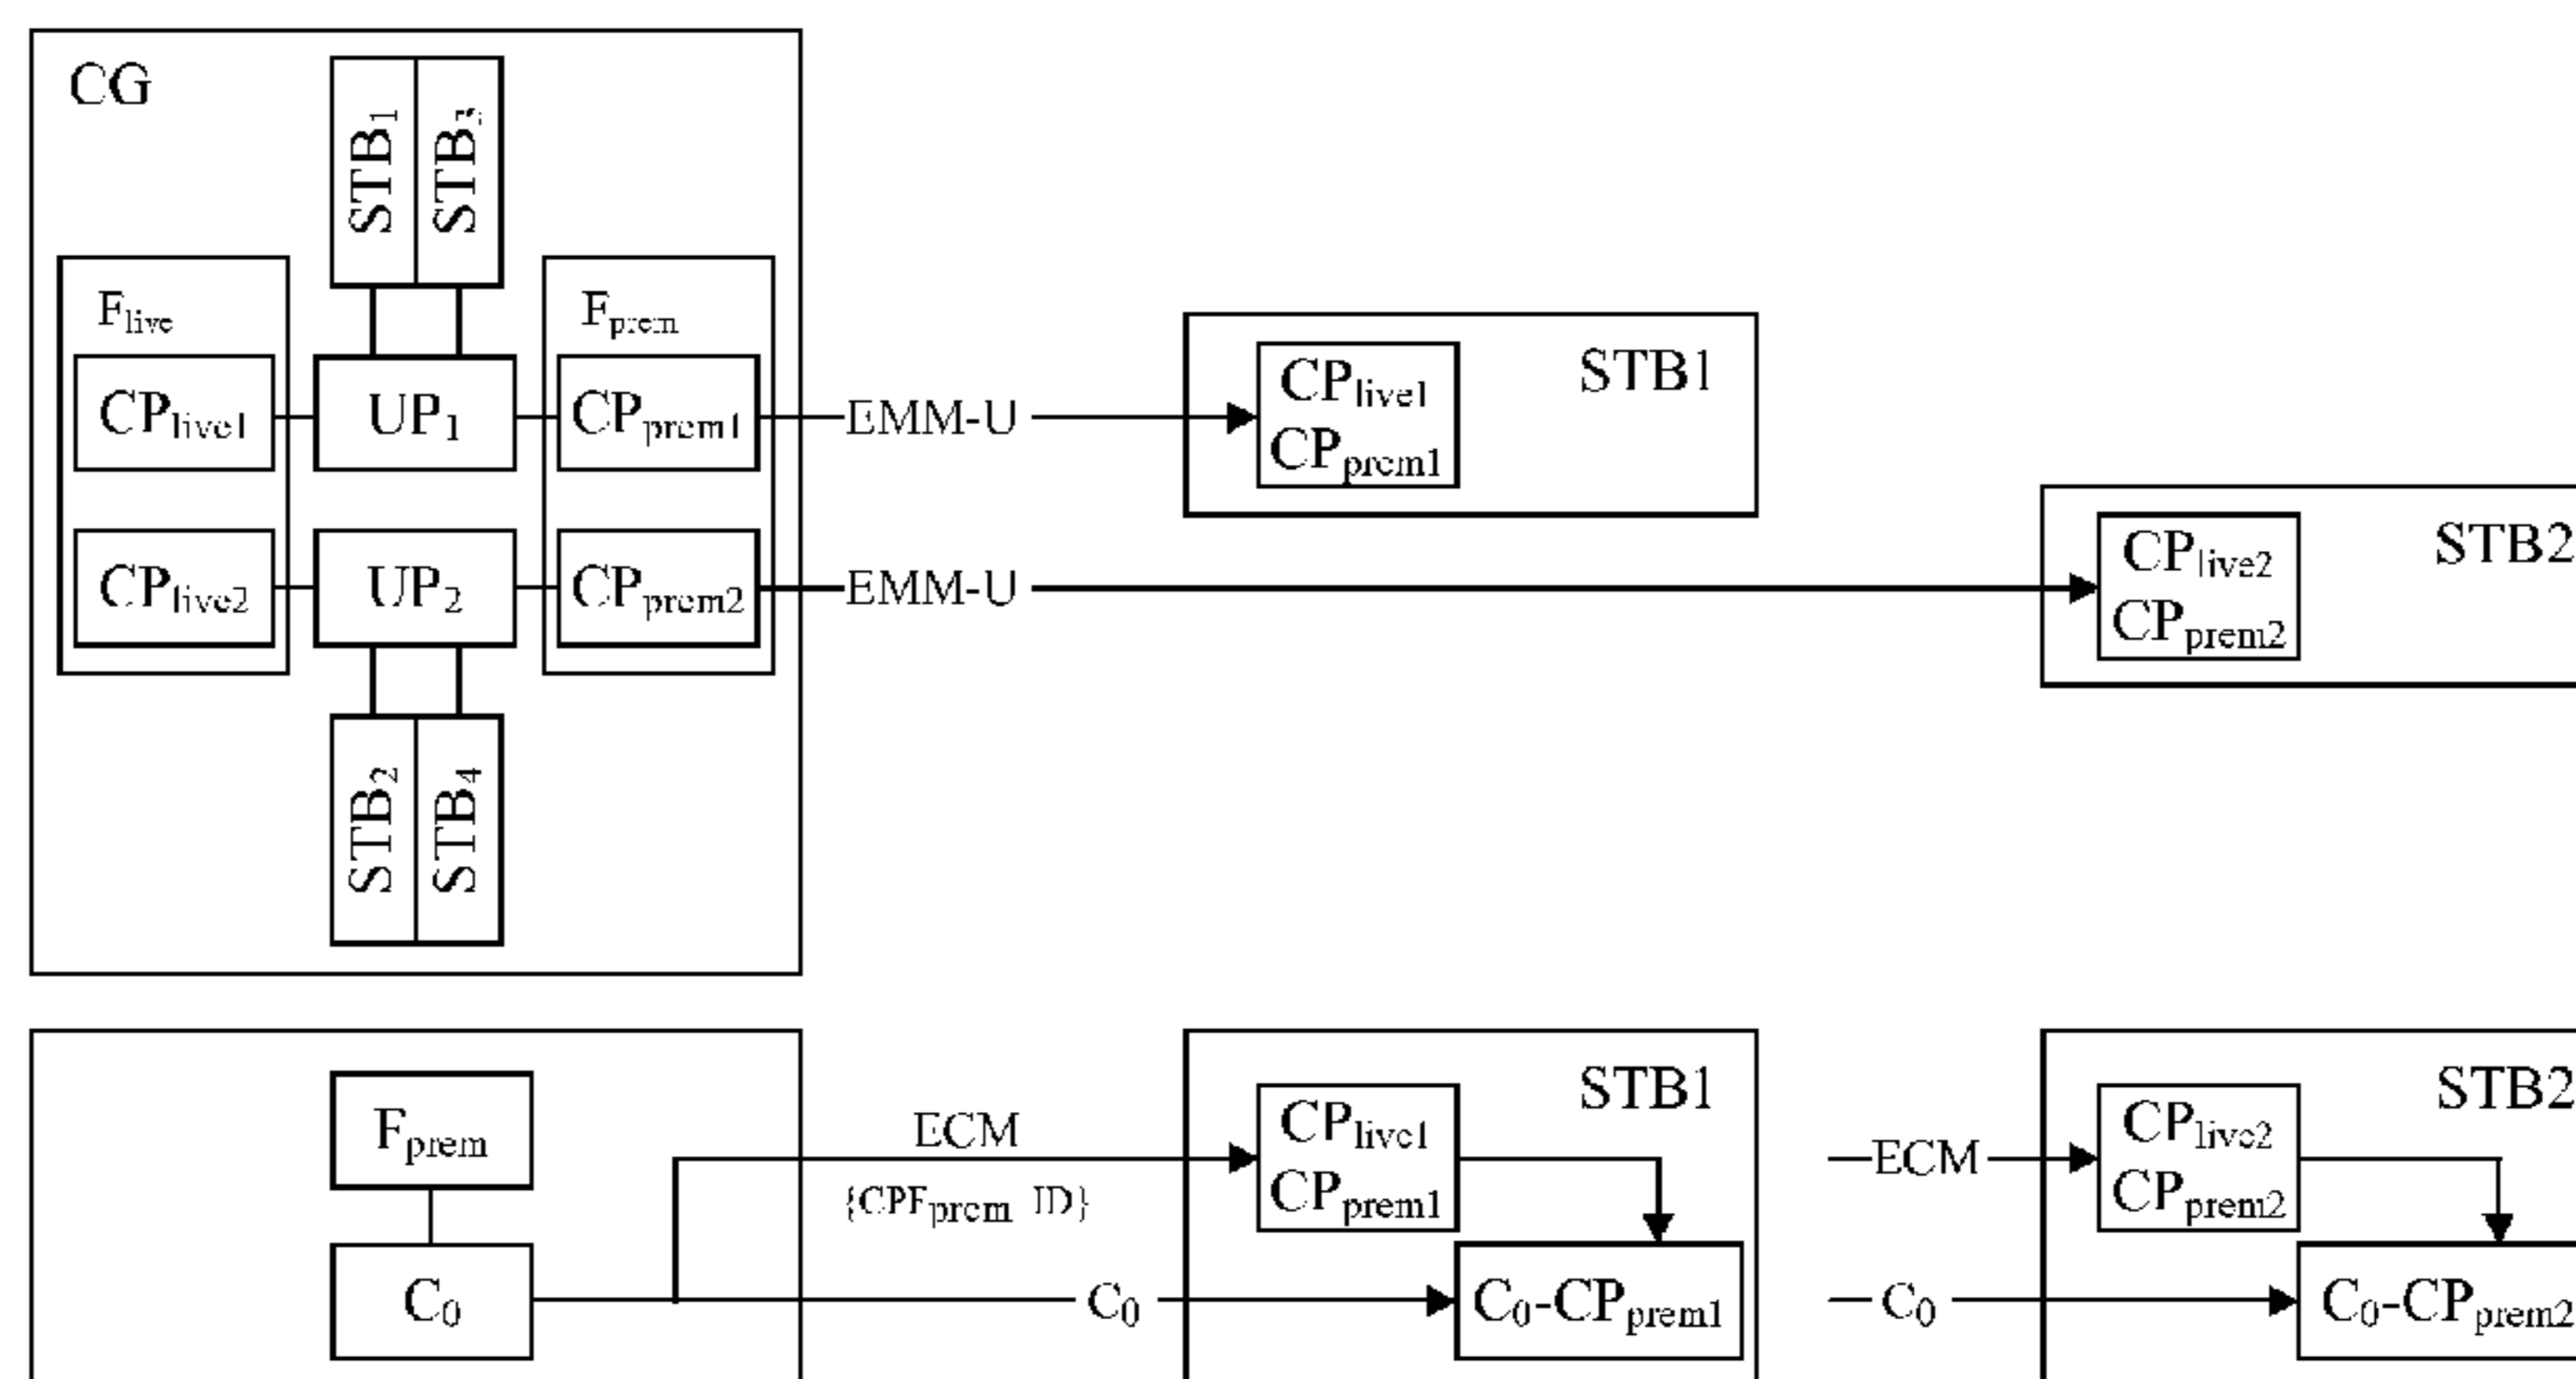 CG
STB1
STB3
Flive
Fprem
CPlive1
UP1
CPprem1
EMM-U
CPlive1
CPprem1
STB1
CPlive2
UP2
CPprem2
EMM-U
CPlive2
CPprem2
STB2
STB2
STB4
Fprem
C0
ECM
{CPFprem ID}
C0
CPlive1
CPprem1
STB1
C0-CPprem1
ECM
C0
CPlive2
CPprem2
STB2
C0-CPprem2